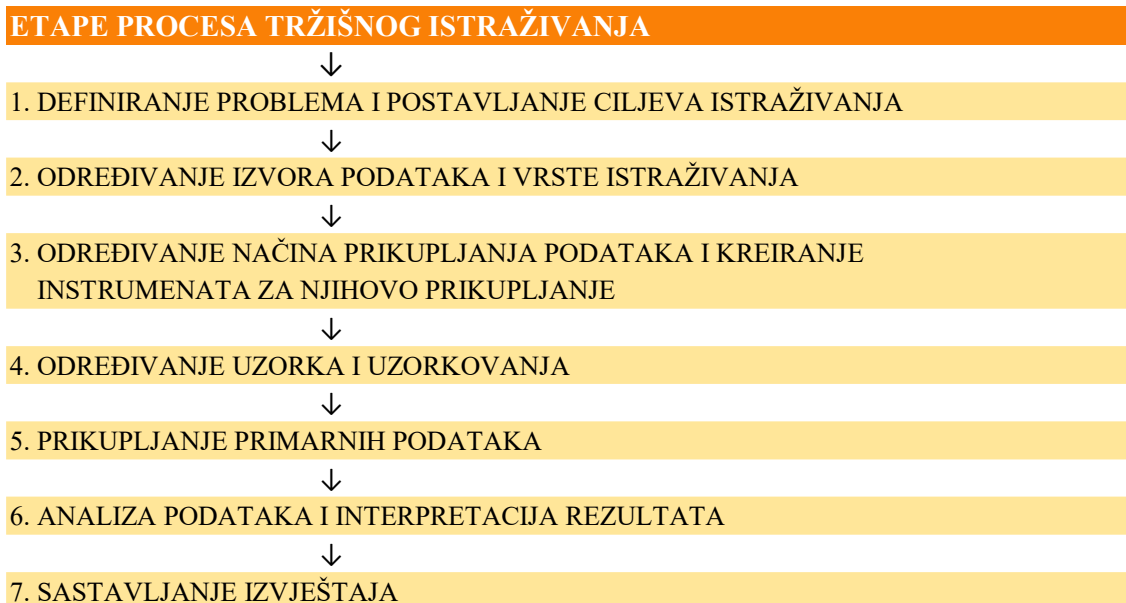 ETAPE PROCESA TRŽIŠNOG ISTRAŽIVANJA
↓
1. DEFINIRANJE PROBLEMA I POSTAVLJANJE CILJEVA ISTRAŽIVANJA
↓
2. ODREĐIVANJE IZVORA PODATAKA I VRSTE ISTRAŽIVANJA
↓
3. ODREĐIVANJE NAČINA PRIKUPLJANJA PODATAKA I KREIRANJE
INSTRUMENATA ZA NJIHOVO PRIKUPLJANJE
↓
4. ODREĐIVANJE UZORKA I UZORKOVANJA
↓
5. PRIKUPLJANJE PRIMARNIH PODATAKA
↓
6. ANALIZA PODATAKA I INTERPRETACIJA REZULTATA
↓
7. SASTAVLJANJE IZVJEŠTAJA